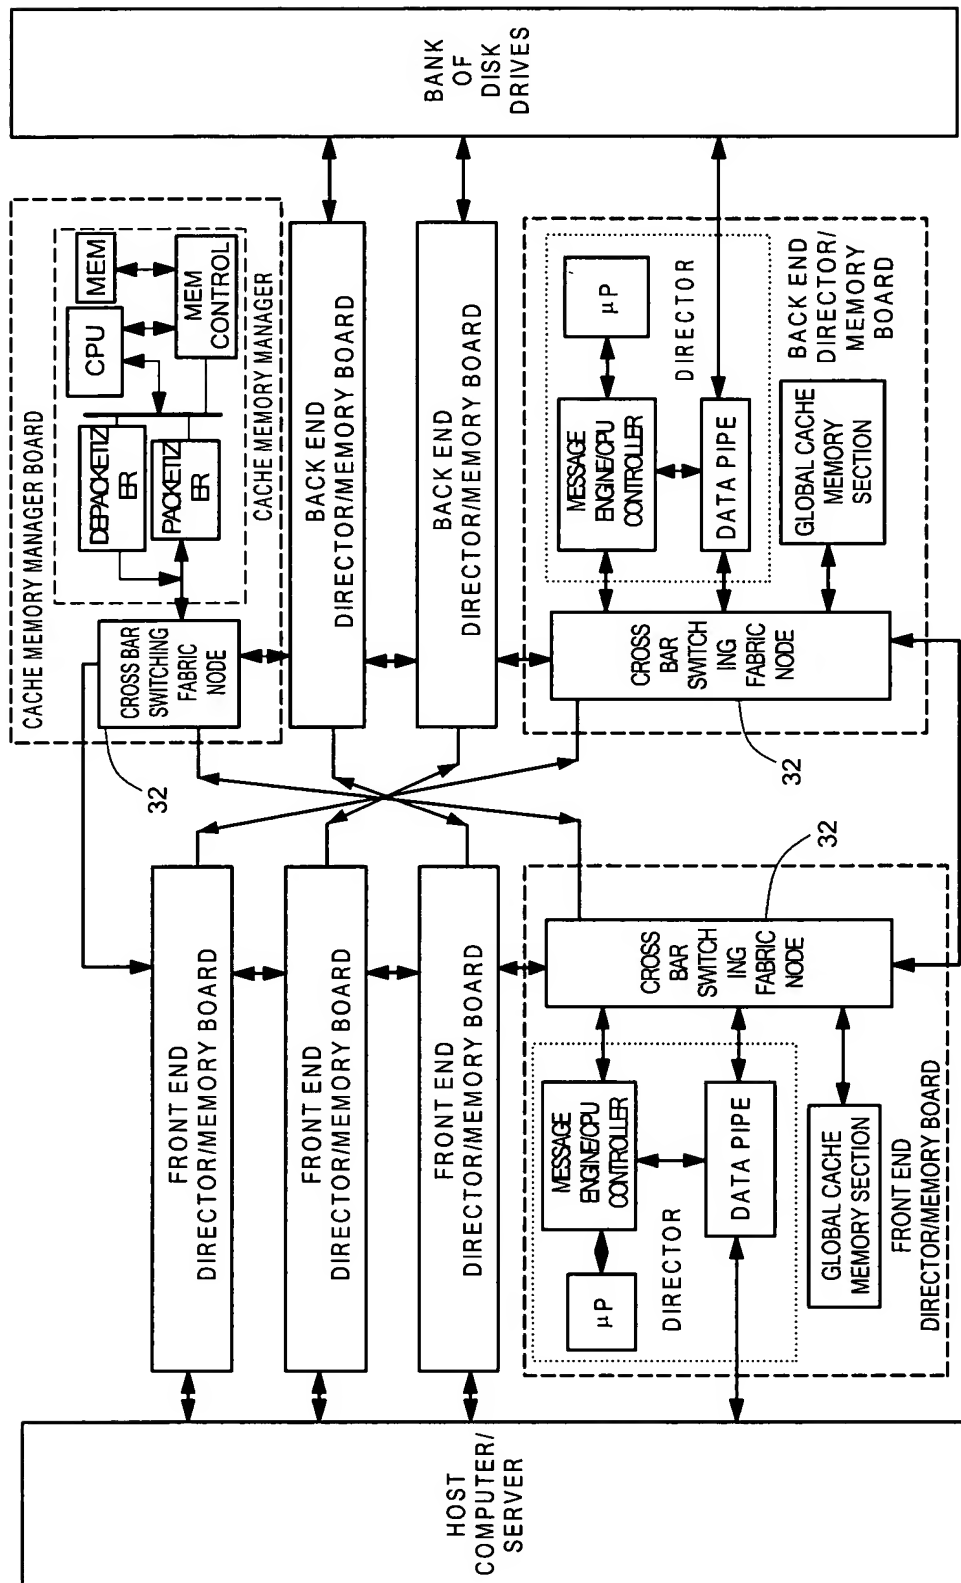 HOST
COMPUTER/
SERVER
FRONT END
DIRECTOR/MEMORY BOARD
FRONT END
DIRECTOR/MEMORY BOARD
FRONT END
DIRECTOR/MEMORY BOARD
µP
DIRECTOR
MESSAGE
ENGINE/CPU
CONTROLLER
DATA PIPE
GLOBAL CACHE
MEMORY SECTION
FRONT END
DIRECTOR/MEMORY BOARD
CROSS
BAR
SWITCH
ING
FABRIC
NODE
32
CACHE MEMORY MANAGER BOARD
CROSS BAR
SWITCHING
FABRIC
NODE
32
DEPACKETIZ
ER
PACKETIZ
ER
CPU
MEM
MEM
CONTROL
CACHE MEMORY MANAGER
BACK END
DIRECTOR/MEMORY BOARD
BACK END
DIRECTOR/MEMORY BOARD
CROSS
BAR
SWITCH
ING
FABRIC
NODE
32
MESSAGE
ENGINE/CPU
CONTROLLER
µP
DIRECTOR
DATA PIPE
GLOBAL CACHE
MEMORY
SECTION
BACK END
DIRECTOR/
MEMORY
BOARD
BANK
OF
DISK
DRIVES